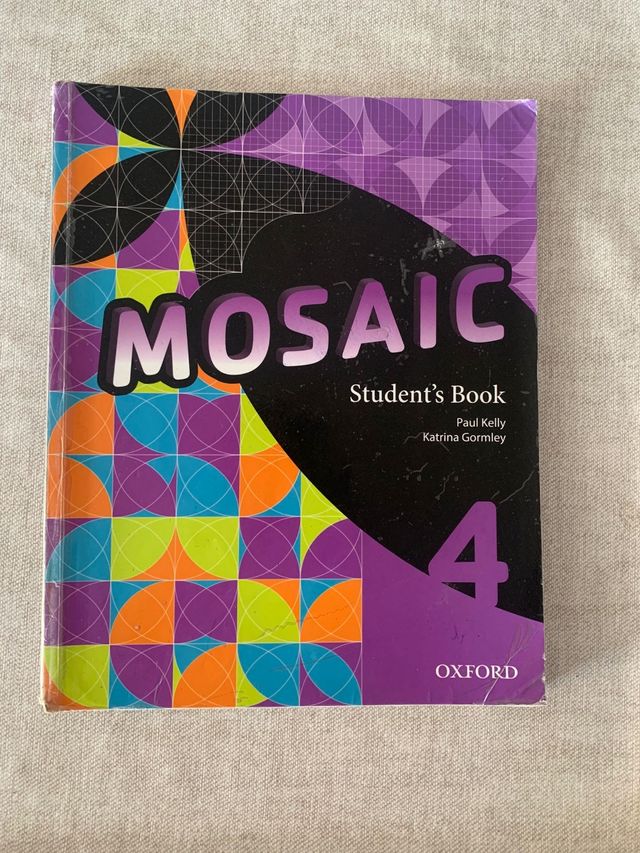 MOSAIC
Student's Book
Paul Kelly
Katrina Gormley
4
OXFORD